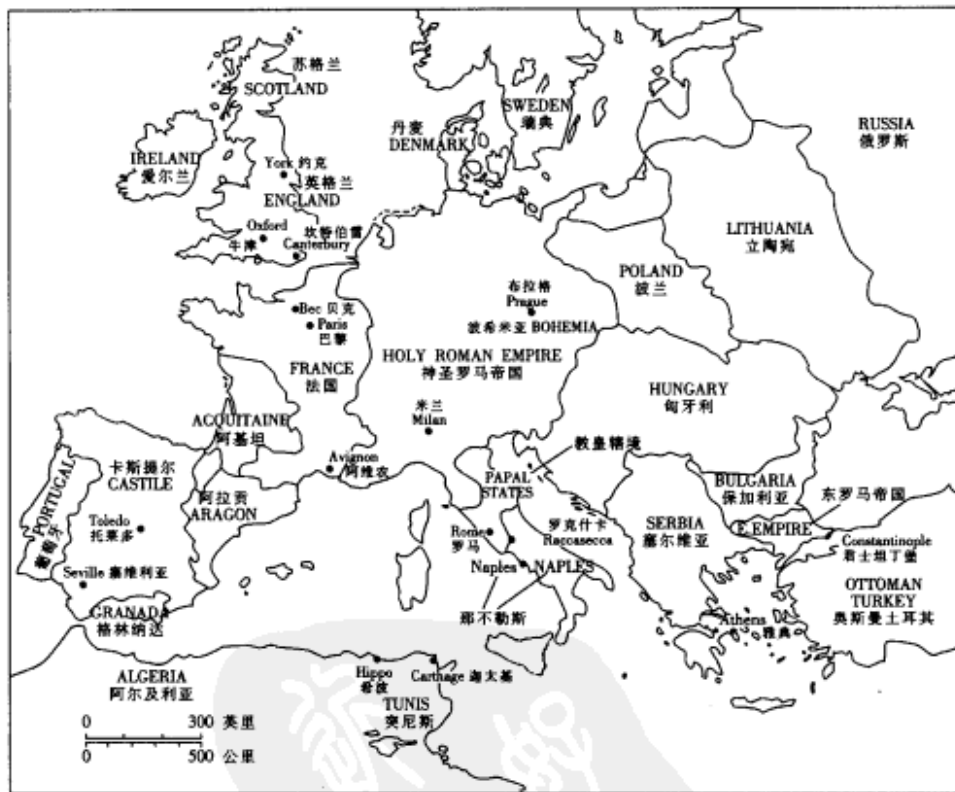 苏格兰
SCOTLAND
SWEDEN
瑞典
丹麦
DENMARK
RUSSIA
俄罗斯
IRELAND
爱尔兰
York 约克
英格兰
ENGLAND
LITHUANIA
立陶宛
Oxford
牛津
坎特伯雷
Canterbury
POLAND
波兰
布拉格
Prague
波希米亚 BOHEMIA
Bec 贝克
Paris
巴黎
FRANCE
法国
HOLY ROMAN EMPIRE
神圣罗马帝国
HUNGARY
匈牙利
米兰
Milan
ACQUITAINE
阿基坦
教皇辖境
Avignon
阿维农
PAPAL
STATES
卡斯提尔
CASTILE
PORTUGAL
葡萄牙
阿拉贡
ARAGON
BULGARIA
保加利亚
东罗马帝国
E. EMPIRE
SERBIA
塞尔维亚
Toledo
托莱多
Rome
罗马
罗克什卡
Raccasecca
Constantinople
君士坦丁堡
Naples
NAPLES
那不勒斯
Seville 塞维利亚
OTTOMAN
TURKEY
奥斯曼土耳其
GRANADA
格林纳达
Athens
雅典
ALGERIA
阿尔及利亚
Hippo
希波
Carthage 迦太基
TUNIS
突尼斯
0 300 英里
0 500 公里